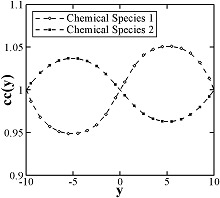 1.1
Chemical Species 1
Chemical Species 2
1.05
cc(y)
1
0.95
0.9
-10
-5
0
5
10
y